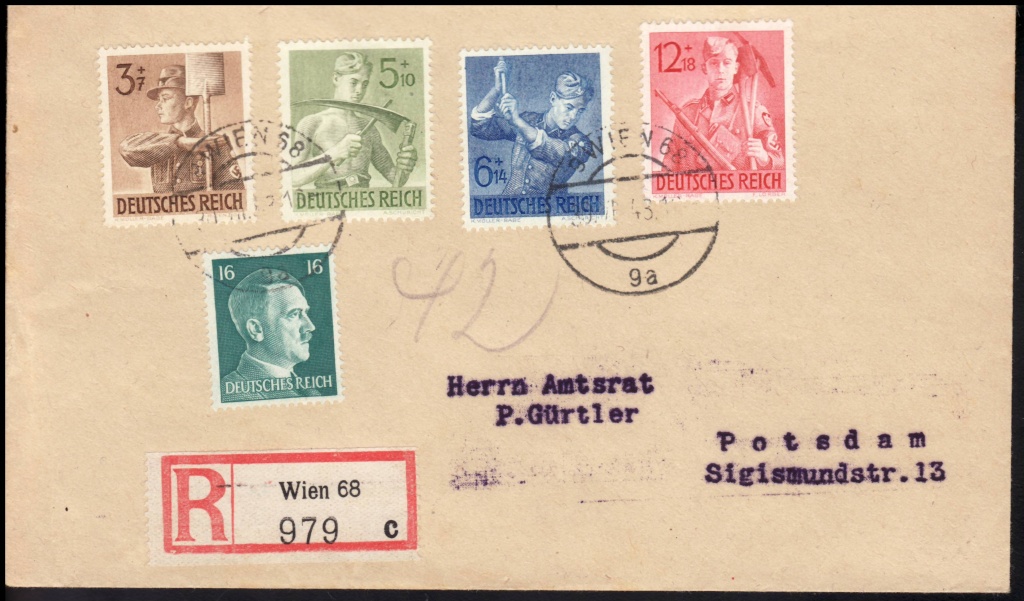 3+7
DEUTSCHES REICH
5+10
DEUTSCHES REICH
6+14
DEUTSCHES REICH
12+18
DEUTSCHES REICH
WIEN 68
WIEN 68
9a
16 16
DEUTSCHES REICH
42
Herrn Amtsrat
P.Gürtler
Potsdam
Sigismundstr.13
R
Wien 68
979 c